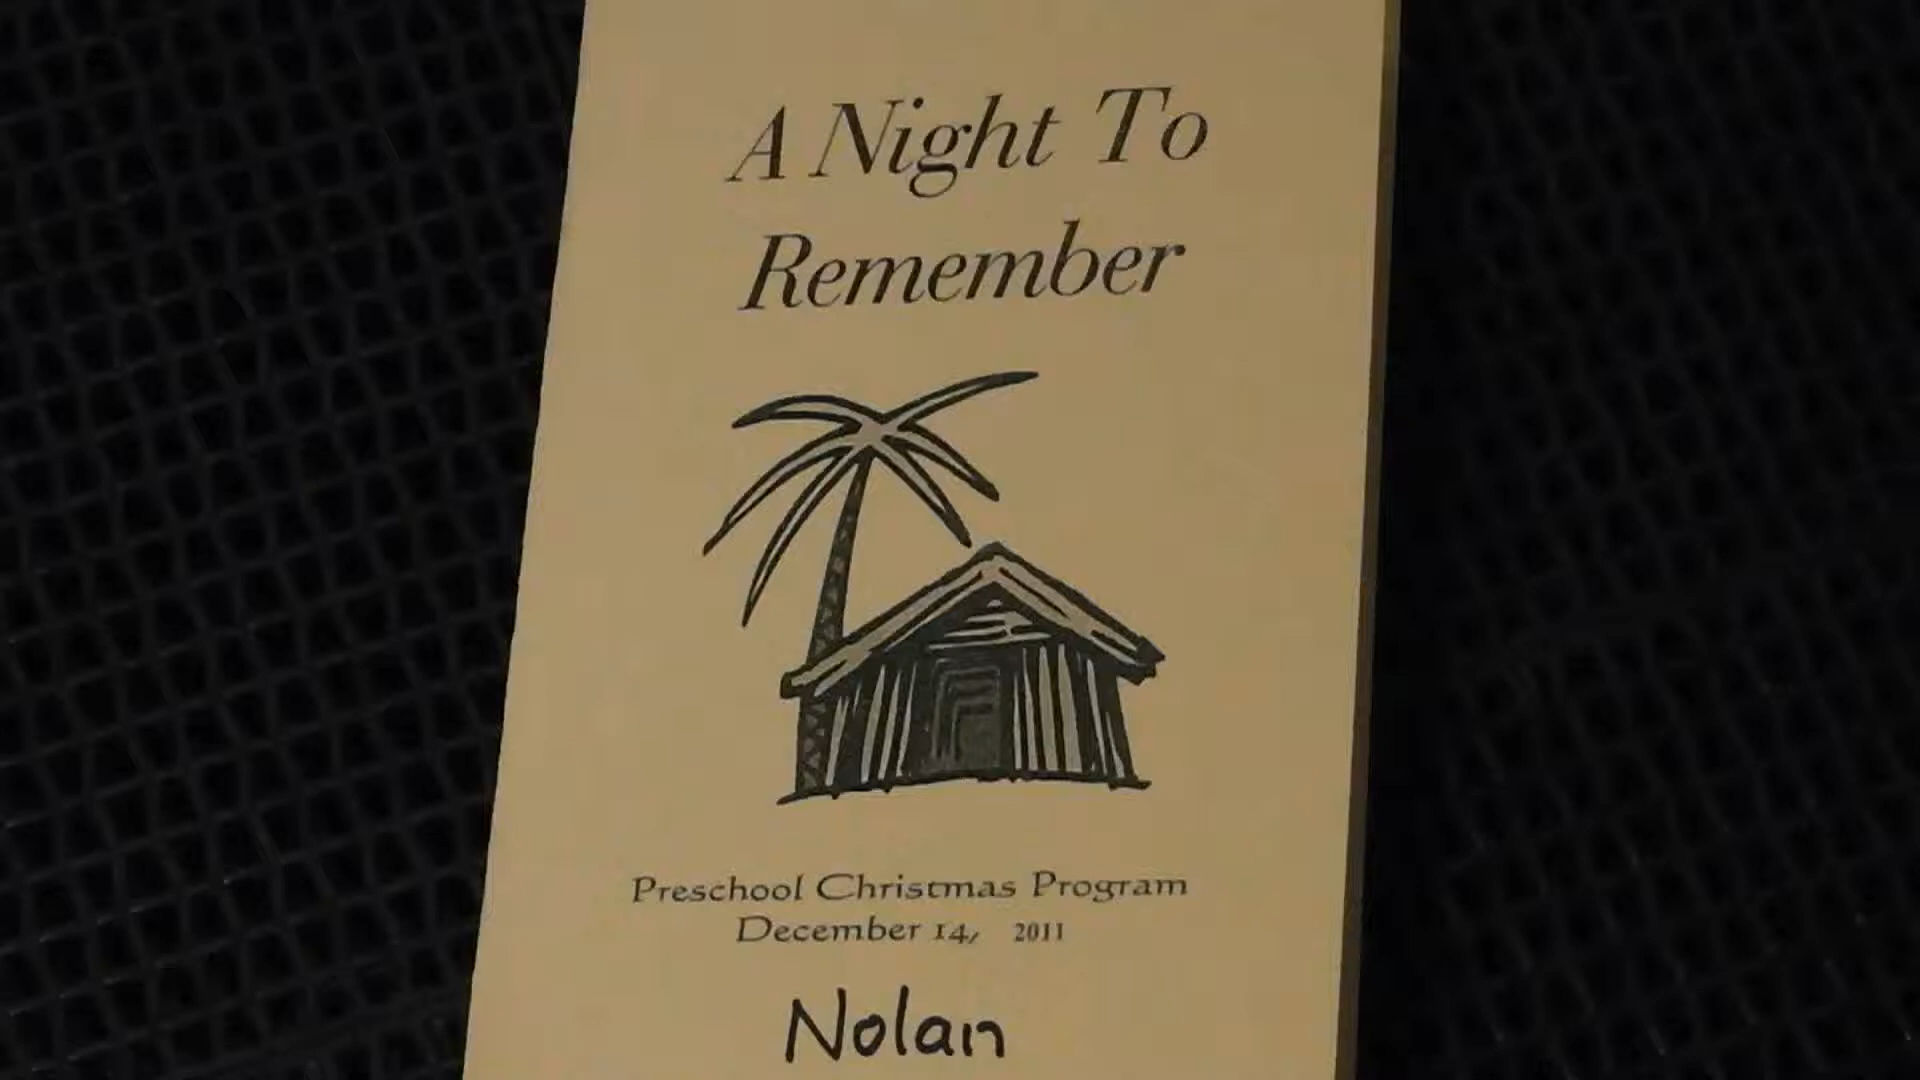 A Night To
Remember
Preschool Christmas Program
December 14, 2011
Nolan